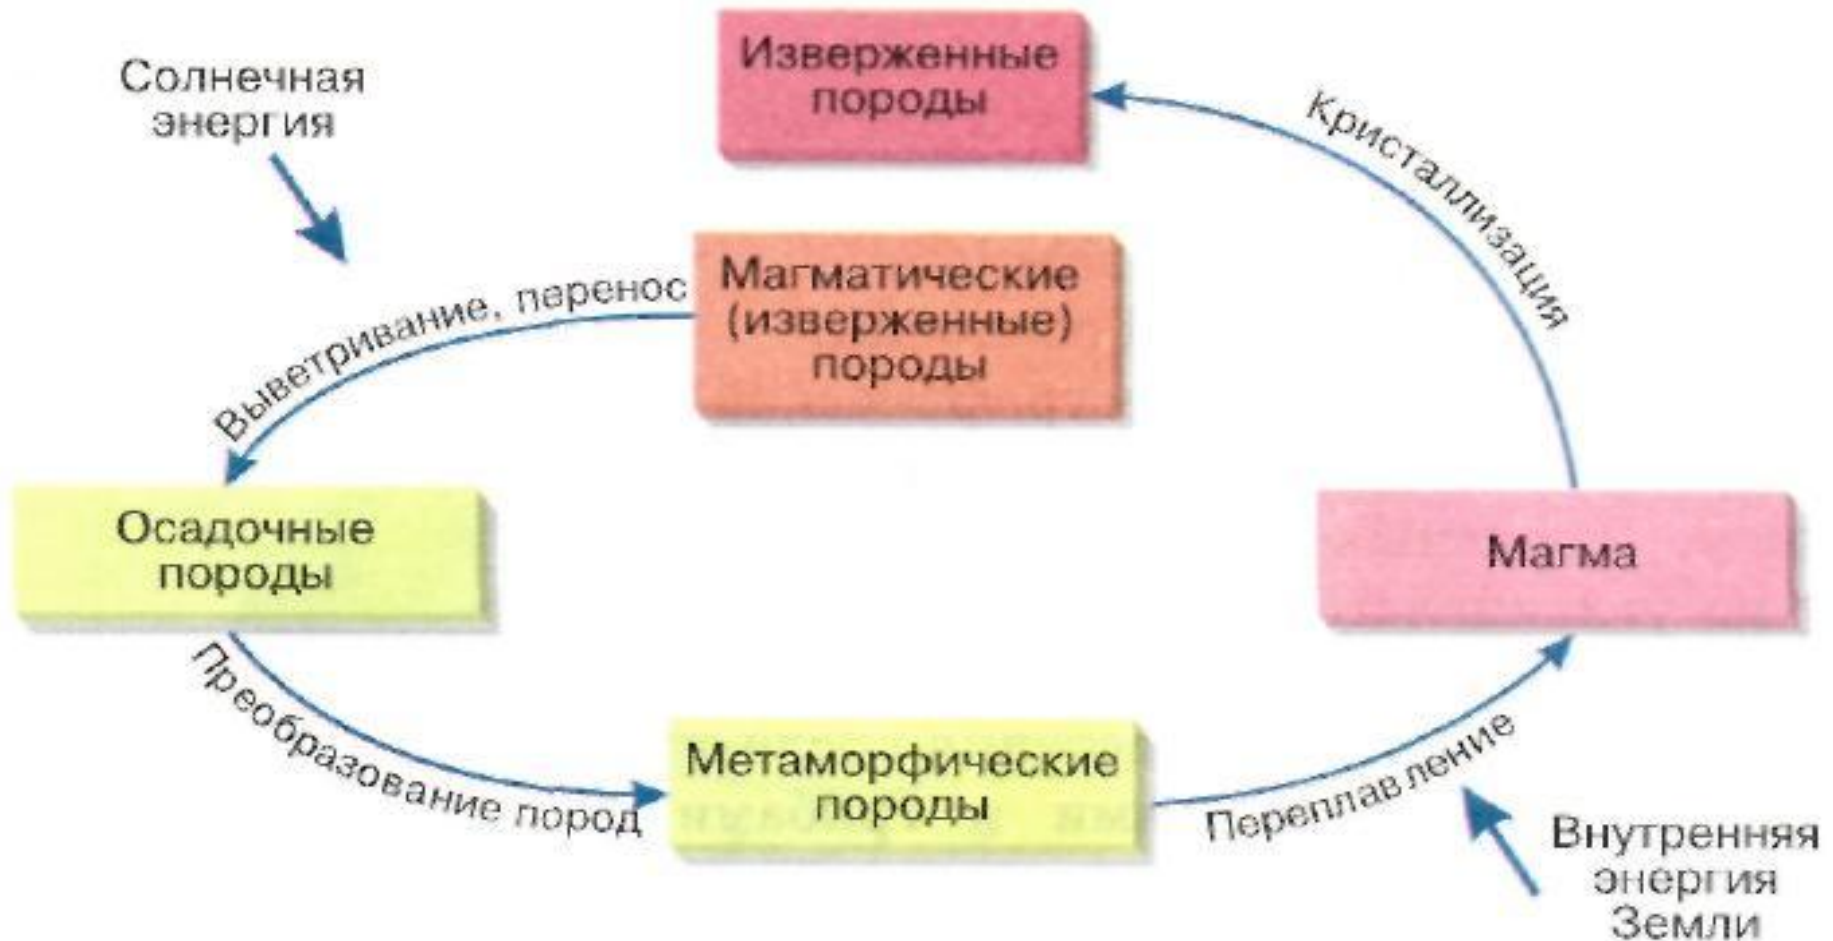 Изверженные
породы
Солнечная
энергия
Кристаллизация
Магматические
(изверженные)
породы
Выветривание, перенос
Осадочные
породы
Магма
Преобразование пород
Метаморфические
породы
Переплавление
Внутренняя
энергия
Земли